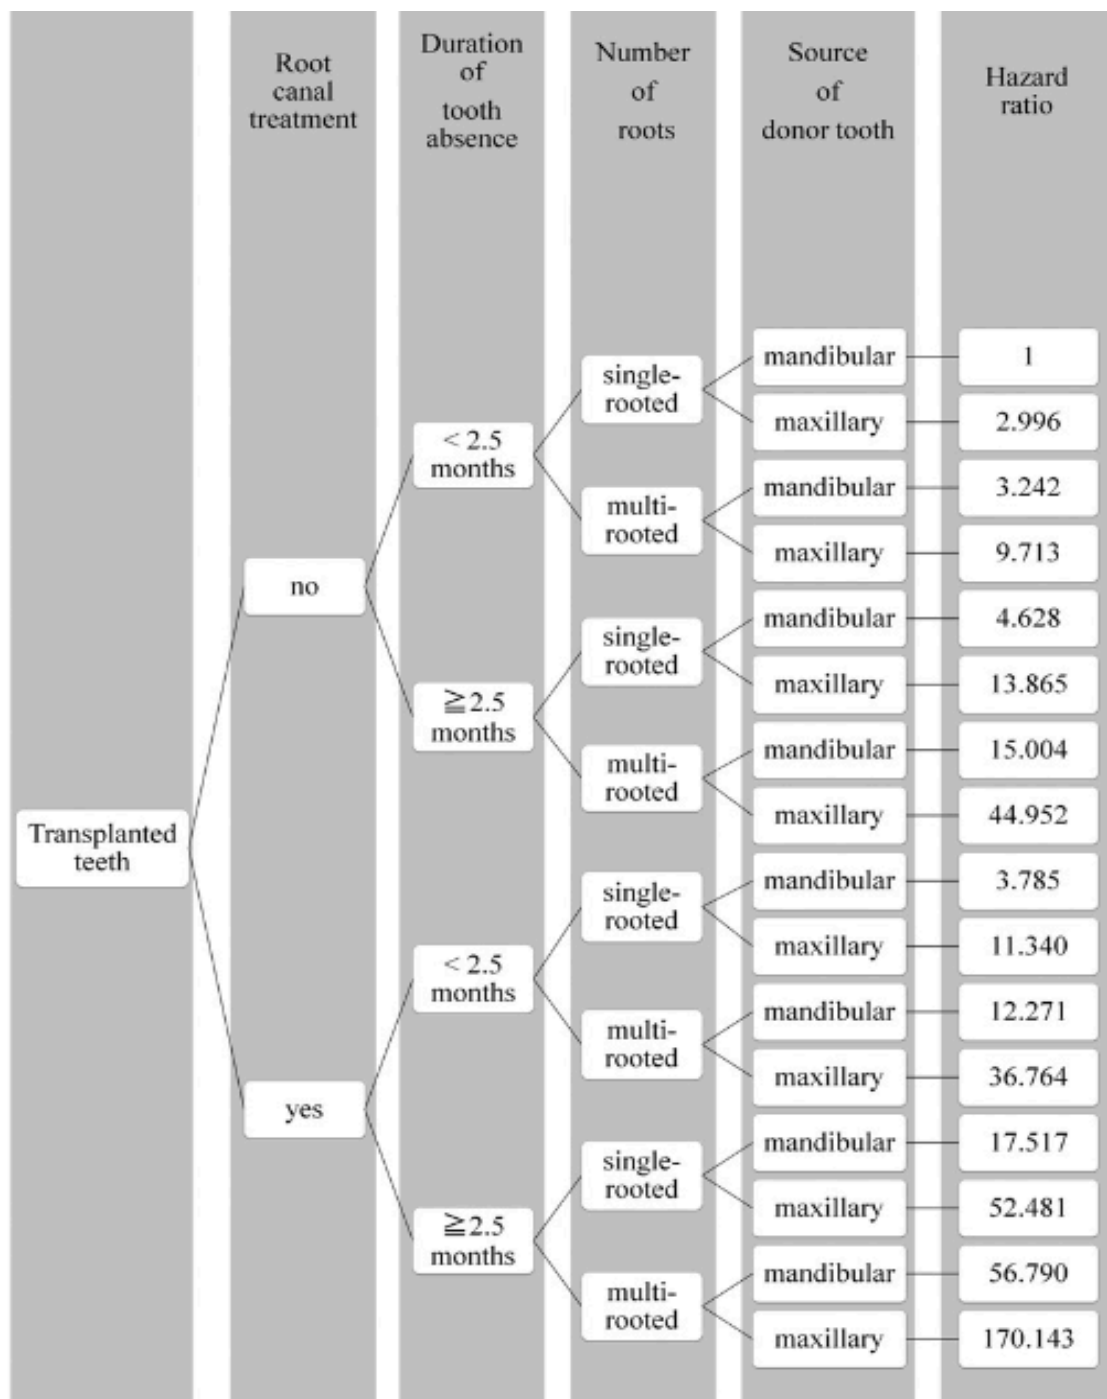 Root
canal
treatment
Duration
of
tooth
absence
Number
of
roots
Source
of
donor tooth
Hazard
ratio
Transplanted
teeth
no
< 2.5
months
single-
rooted
mandibular
1
maxillary
2.996
multi-
rooted
mandibular
3.242
maxillary
9.713
≧2.5
months
single-
rooted
mandibular
4.628
maxillary
13.865
multi-
rooted
mandibular
15.004
maxillary
44.952
yes
< 2.5
months
single-
rooted
mandibular
3.785
maxillary
11.340
multi-
rooted
mandibular
12.271
maxillary
36.764
≧2.5
months
single-
rooted
mandibular
17.517
maxillary
52.481
multi-
rooted
mandibular
56.790
maxillary
170.143